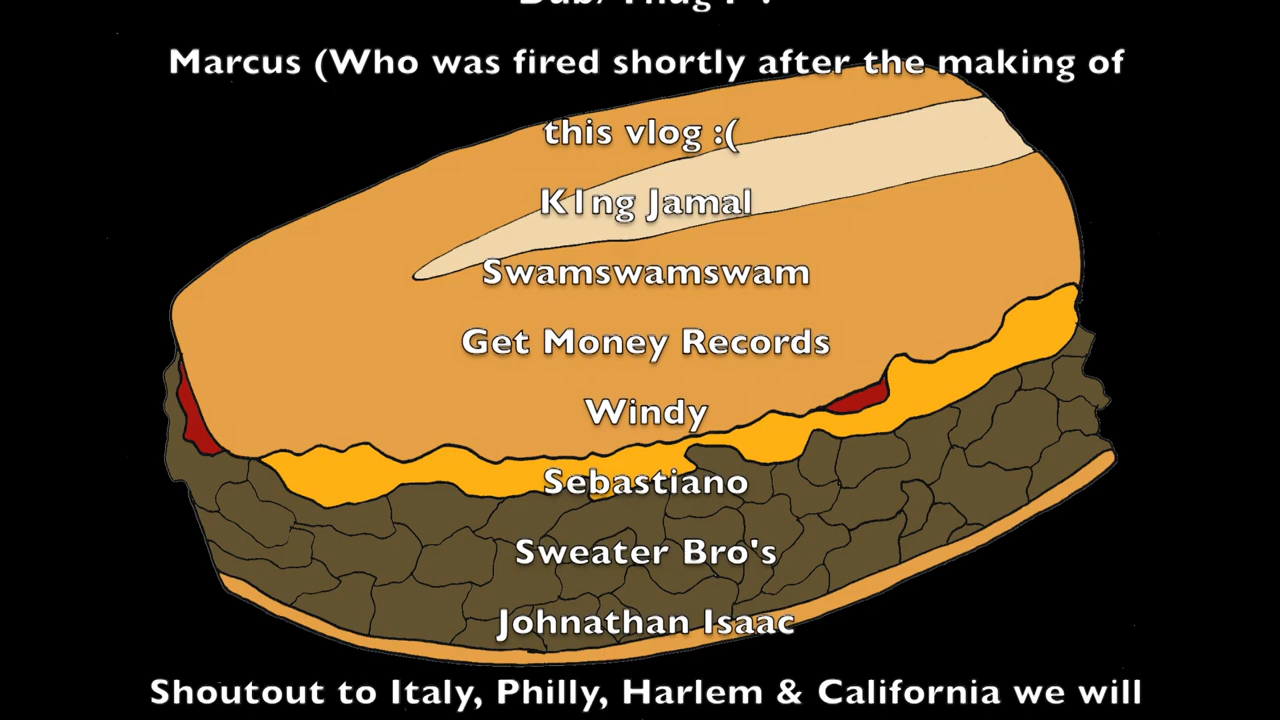 Marcus (Who was fired shortly after the making of
this vlog :(
K1ng Jamal
Swamswamswam
Get Money Records
Windy
Sebastiano
Sweater Bro's
Johnathan Isaac
Shoutout to Italy, Philly, Harlem & California we will